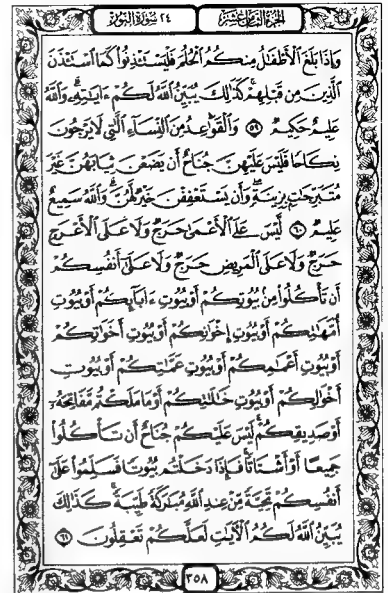 الجزء الثامن عشر
٢٤ سورة النور
وَإِذَا بَلَغَ ٱلْأَطْفَٰلُ مِنكُمُ ٱلْحُلُمَ فَلْيَسْتَـْٔذِنُوا۟ كَمَا ٱسْتَـْٔذَنَ
ٱلَّذِينَ مِن قَبْلِهِمْ ۚ كَذَٰلِكَ يُبَيِّنُ ٱللَّهُ لَكُمْ ءَايَٰتِهِۦ ۗ وَٱللَّهُ
عَلِيمٌ حَكِيمٌ ٥٩ وَٱلْقَوَٰعِدُ مِنَ ٱلنِّسَآءِ ٱلَّٰتِى لَا يَرْجُونَ
نِكَاحًا فَلَيْسَ عَلَيْهِنَّ جُنَاحٌ أَن يَضَعْنَ ثِيَابَهُنَّ غَيْرَ
مُتَبَرِّجَٰتٍۭ بِزِينَةٍ ۖ وَأَن يَسْتَعْفِفْنَ خَيْرٌ لَّهُنَّ ۗ وَٱللَّهُ سَمِيعٌ
عَلِيمٌ ٦٠ لَّيْسَ عَلَى ٱلْأَعْمَىٰ حَرَجٌ وَلَا عَلَى ٱلْأَعْرَجِ
حَرَجٌ وَلَا عَلَى ٱلْمَرِيضِ حَرَجٌ وَلَا عَلَىٰٓ أَنفُسِكُمْ
أَن تَأْكُلُوا۟ مِنۢ بُيُوتِكُمْ أَوْ بُيُوتِ ءَابَآئِكُمْ أَوْ بُيُوتِ
أُمَّهَٰتِكُمْ أَوْ بُيُوتِ إِخْوَٰنِكُمْ أَوْ بُيُوتِ أَخَوَٰتِكُمْ
أَوْ بُيُوتِ أَعْمَٰمِكُمْ أَوْ بُيُوتِ عَمَّٰتِكُمْ أَوْ بُيُوتِ
أَخْوَٰلِكُمْ أَوْ بُيُوتِ خَٰلَٰتِكُمْ أَوْ مَا مَلَكْتُم مَّفَاتِحَهُۥٓ
أَوْ صَدِيقِكُمْ ۚ لَيْسَ عَلَيْكُمْ جُنَاحٌ أَن تَأْكُلُوا۟
جَمِيعًا أَوْ أَشْتَاتًا ۚ فَإِذَا دَخَلْتُم بُيُوتًا فَسَلِّمُوا۟ عَلَىٰٓ
أَنفُسِكُمْ تَحِيَّةً مِّنْ عِندِ ٱللَّهِ مُبَٰرَكَةً طَيِّبَةً ۚ كَذَٰلِكَ
يُبَيِّنُ ٱللَّهُ لَكُمُ ٱلْءَايَٰتِ لَعَلَّكُمْ تَعْقِلُونَ ٦١
٣٥٨